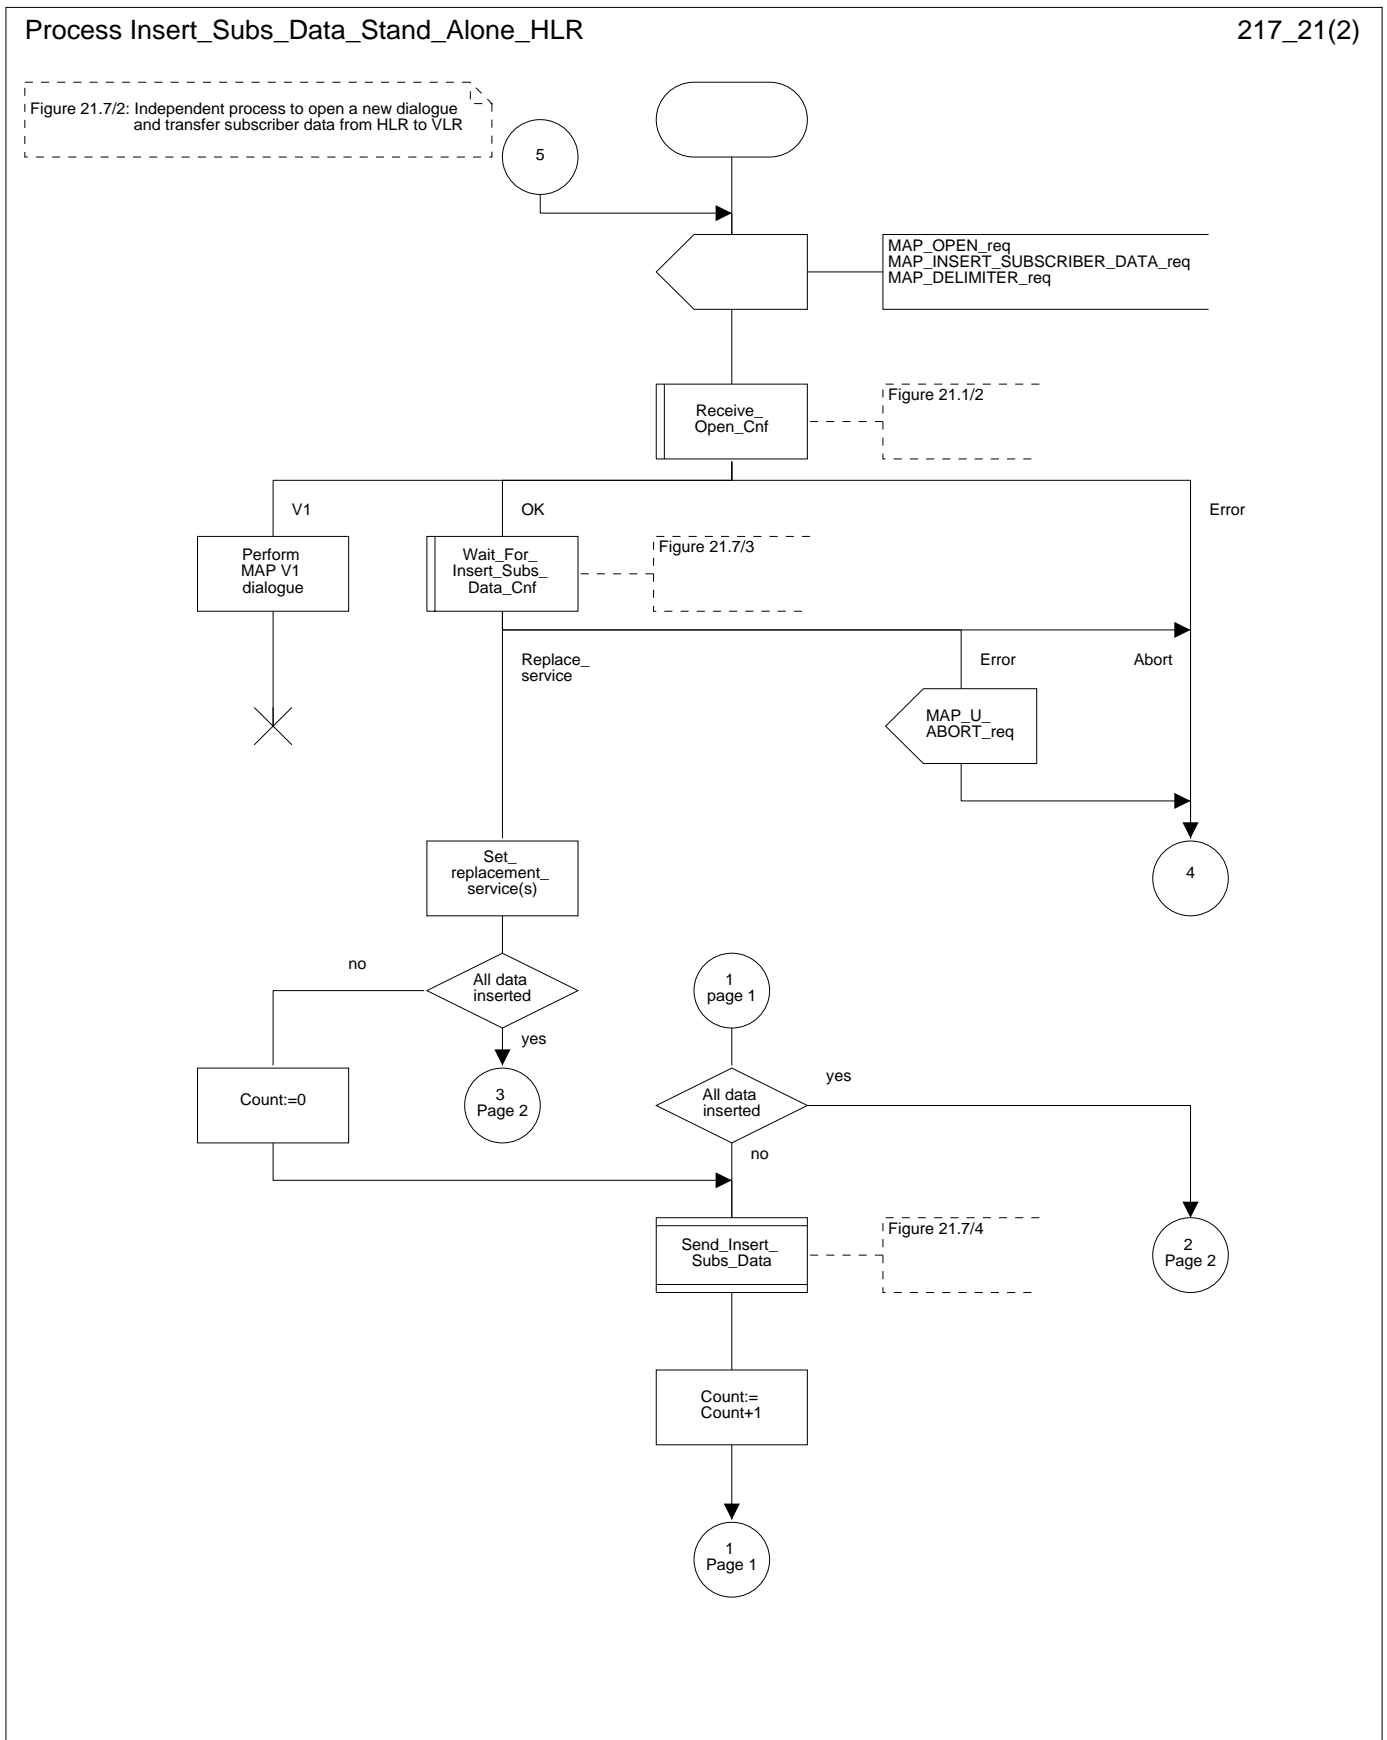 Process Insert_Subs_Data_Stand_Alone_HLR
217_21(2)
Figure 21.7/2: Independent process to open a new dialogue
and transfer subscriber data from HLR to VLR
5
MAP_OPEN_req
MAP_INSERT_SUBSCRIBER_DATA_req
MAP_DELIMITER_req
Receive_
Open_Cnf
Figure 21.1/2
V1
OK
Error
Perform
MAP V1
dialogue
Wait_For_
Insert_Subs_
Data_Cnf
Figure 21.7/3
Replace_
service
Error
Abort
MAP_U_
ABORT_req
Set_
replacement_
service(s)
4
no
All data
inserted
yes
1
page 1
Count:=0
3
Page 2
All data
inserted
yes
no
Send_Insert_
Subs_Data
Figure 21.7/4
2
Page 2
Count:=
Count+1
1
Page 1